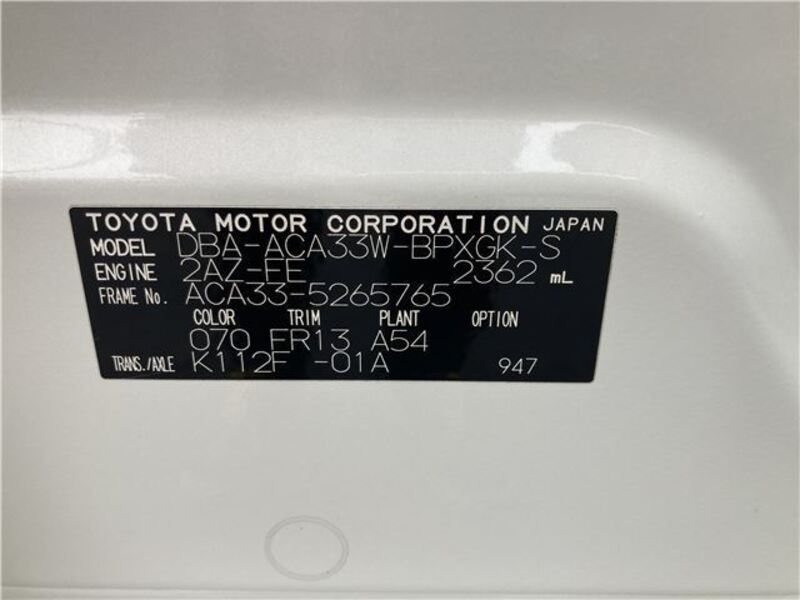 TOYOTA MOTOR CORPORATION JAPAN
MODEL DBA-ACA33W-BPXGK-S
ENGINE 2AZ-FE 2362 mL
FRAME No. ACA33-5265765
COLOR TRIM PLANT OPTION
070 FR13 A54
TRANS./AXLE K112F -01A 947